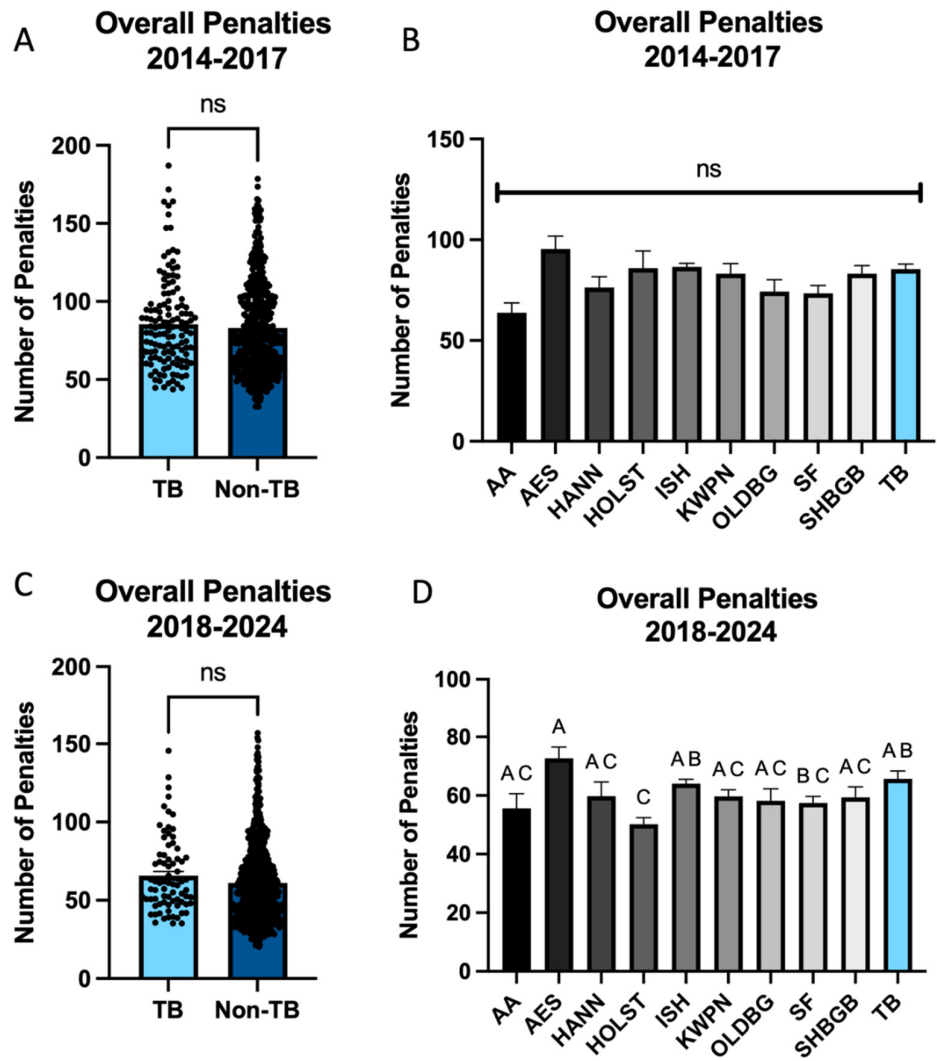 A
Overall Penalties
2014-2017
ns
Number of Penalties
200
150
100
50
0
TB Non-TB
B
Overall Penalties
2014-2017
ns
Number of Penalties
150
100
50
0
AA AES HANN HOLST ISH KWPN OLDBG SF SHBGB TB
C
Overall Penalties
2018-2024
ns
Number of Penalties
200
150
100
50
0
TB Non-TB
D
Overall Penalties
2018-2024
Number of Penalties
100
80
60
40
20
0
A C A A C C A B A C A C B C A C A B
AA AES HANN HOLST ISH KWPN OLDBG SF SHBGB TB